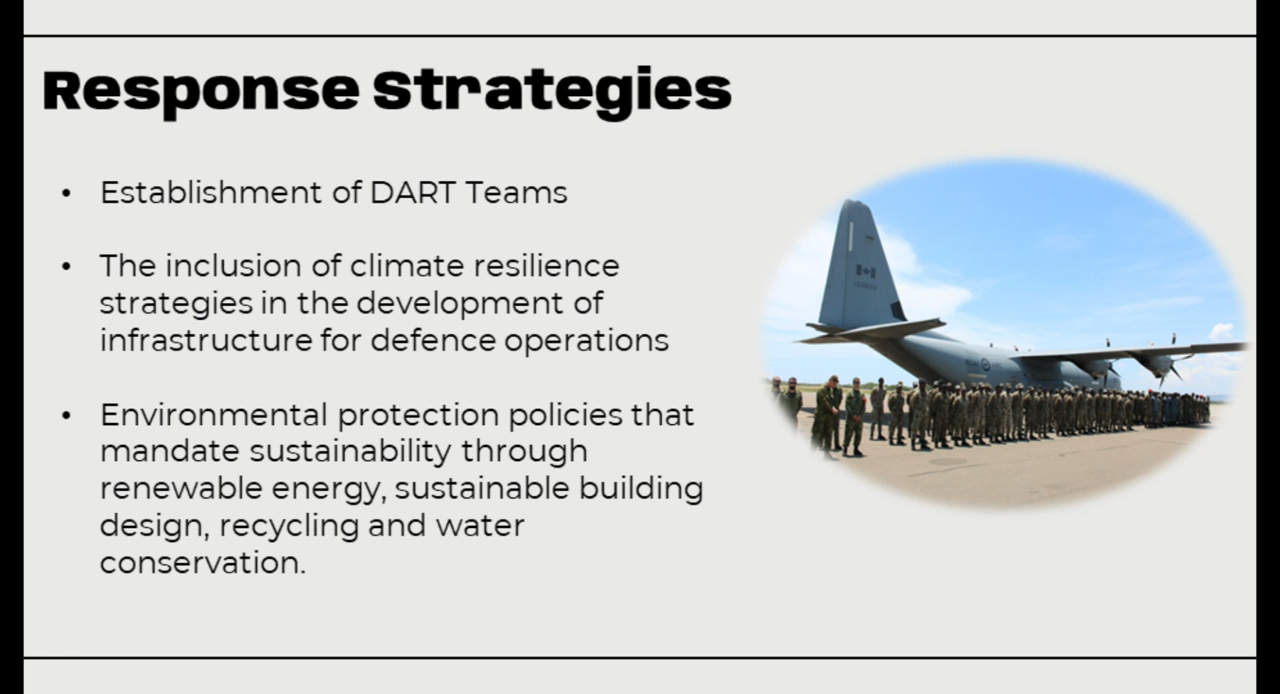 Response Strategies
• Establishment of DART Teams
• The inclusion of climate resilience
strategies in the development of
infrastructure for defence operations
• Environmental protection policies that
mandate sustainability through
renewable energy, sustainable building
design, recycling and water
conservation.